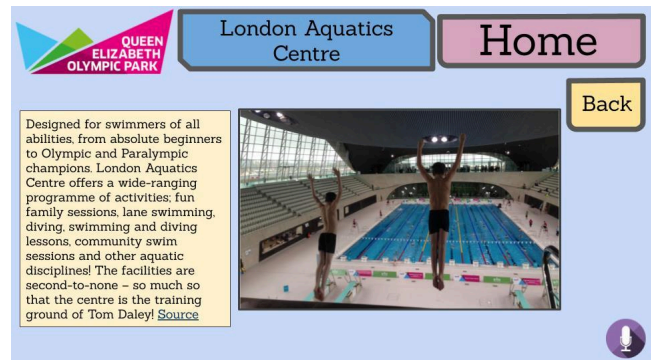 QUEEN
ELIZABETH
OLYMPIC PARK
London Aquatics
Centre
Home
Back
Designed for swimmers of all
abilities, from absolute beginners
to Olympic and Paralympic
champions. London Aquatics
Centre offers a wide-ranging
programme of activities; fun
family sessions, lane swimming,
diving, swimming and diving
lessons, community swim
sessions and other aquatic
disciplines! The facilities are
second-to-none – so much so
that the centre is the training
ground of Tom Daley! Source